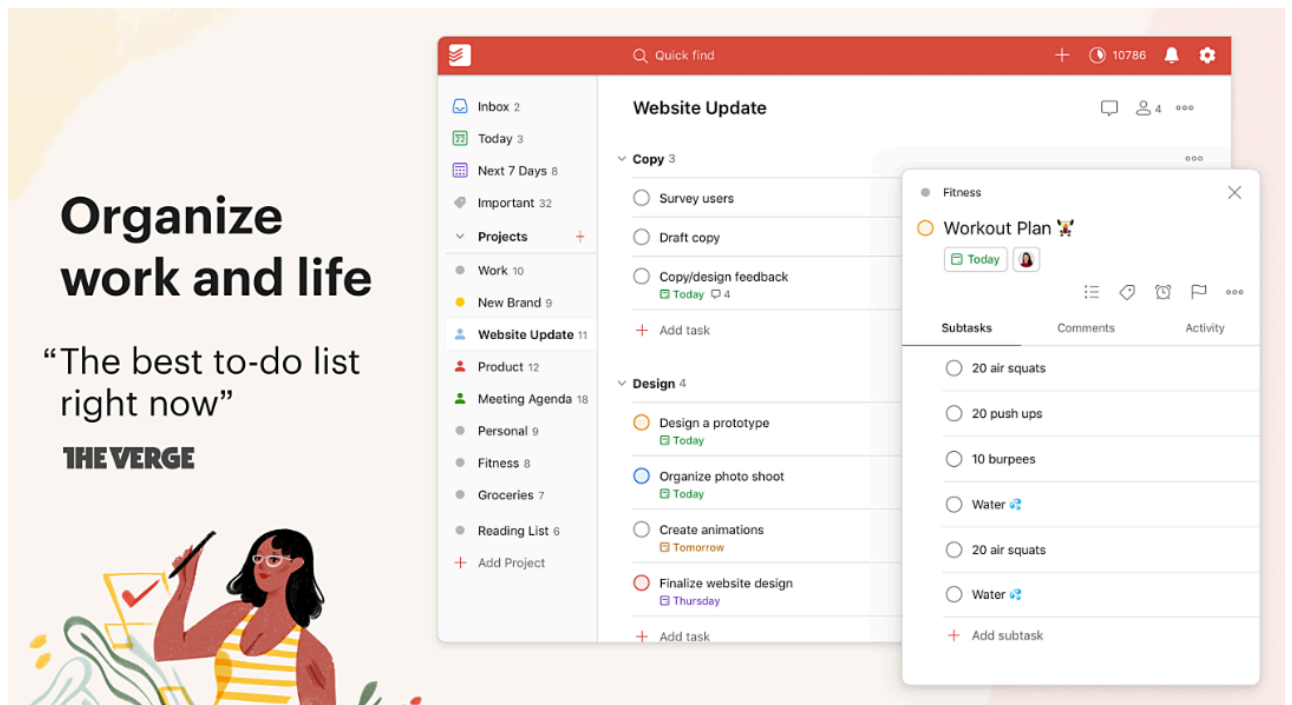 Organize
work and life
“The best to-do list
right now”
THE VERGE
Quick find
10786
Inbox 2
22
Today 3
Next 7 Days 8
Important 32
Projects
Work 10
New Brand 9
Website Update 11
Product 12
Meeting Agenda 18
Personal 9
Fitness 8
Groceries 7
Reading List 6
Add Project
Website Update
4
Copy 3
Survey users
Draft copy
Copy/design feedback
Today 4
Add task
Design 4
Design a prototype
Today
Organize photo shoot
Today
Create animations
Tomorrow
Finalize website design
Thursday
Add task
Fitness
Workout Plan 🏋️‍♀️
Today
Subtasks Comments Activity
20 air squats
20 push ups
10 burpees
Water 💦
20 air squats
Water 💦
Add subtask